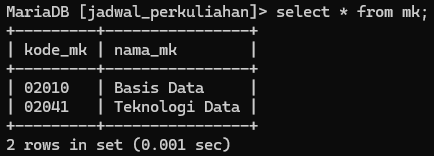 MariaDB [jadwal_perkuliahan]> select * from mk;
+---------+----------------+
| kode_mk | nama_mk        |
+---------+----------------+
| 02010   | Basis Data     |
| 02041   | Teknologi Data |
+---------+----------------+
2 rows in set (0.001 sec)